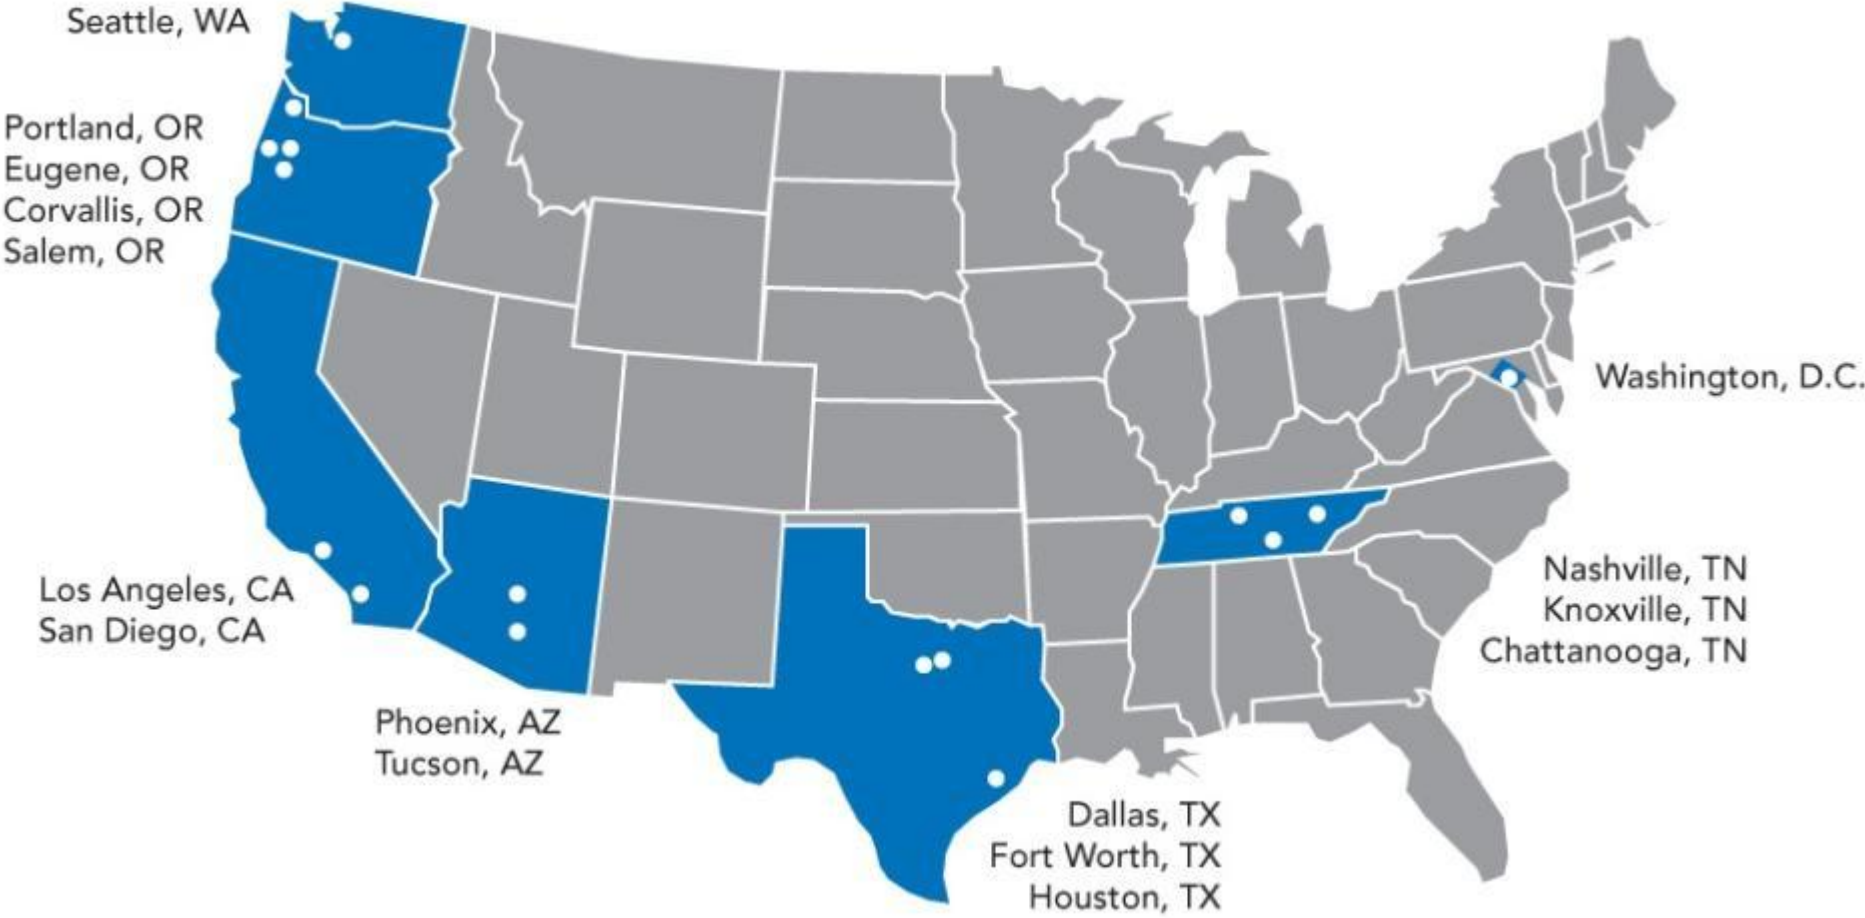 Seattle, WA
Portland, OR
Eugene, OR
Corvallis, OR
Salem, OR
Washington, D.C.
Los Angeles, CA
San Diego, CA
Nashville, TN
Knoxville, TN
Chattanooga, TN
Phoenix, AZ
Tucson, AZ
Dallas, TX
Fort Worth, TX
Houston, TX